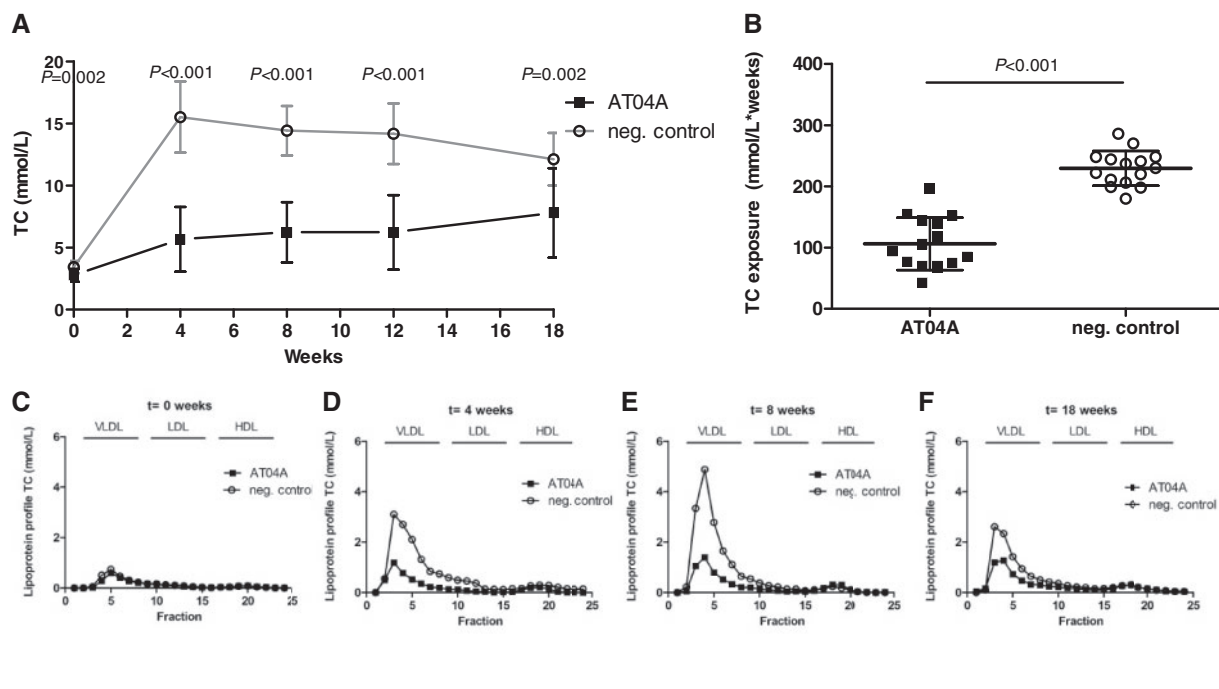 A
B
P=0.002
P<0.001
P<0.001
P<0.001
P=0.002
20
15
10
5
0
TC (mmol/L)
0 2 4 6 8 10 12 14 16 18
Weeks
AT04A
neg. control
400
300
200
100
0
TC exposure (mmol/L*weeks)
P<0.001
AT04A neg. control
C
t= 0 weeks
VLDL LDL HDL
Lipoprotein profile TC (mmol/L)
6
4
2
0
AT04A
neg. control
0 5 10 15 20 25
Fraction
D
t= 4 weeks
VLDL LDL HDL
Lipoprotein profile TC (mmol/L)
6
4
2
0
AT04A
neg. control
0 5 10 15 20 25
Fraction
E
t= 8 weeks
VLDL LDL HDL
Lipoprotein profile TC (mmol/L)
6
4
2
0
AT04A
neg. control
0 5 10 15 20 25
Fraction
F
t= 18 weeks
VLDL LDL HDL
Lipoprotein profile TC (mmol/L)
6
4
2
0
AT04A
neg. control
0 5 10 15 20 25
Fraction